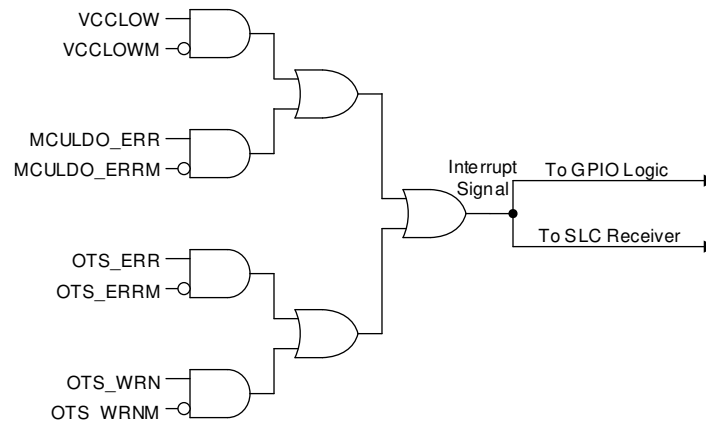 VCCLOW
VCCLOWM
MCULDO_ERR
MCULDO_ERRM
Interrupt
Signal
To GPIO Logic
To SLC Receiver
OTS_ERR
OTS_ERRM
OTS_WRN
OTS_WRNM